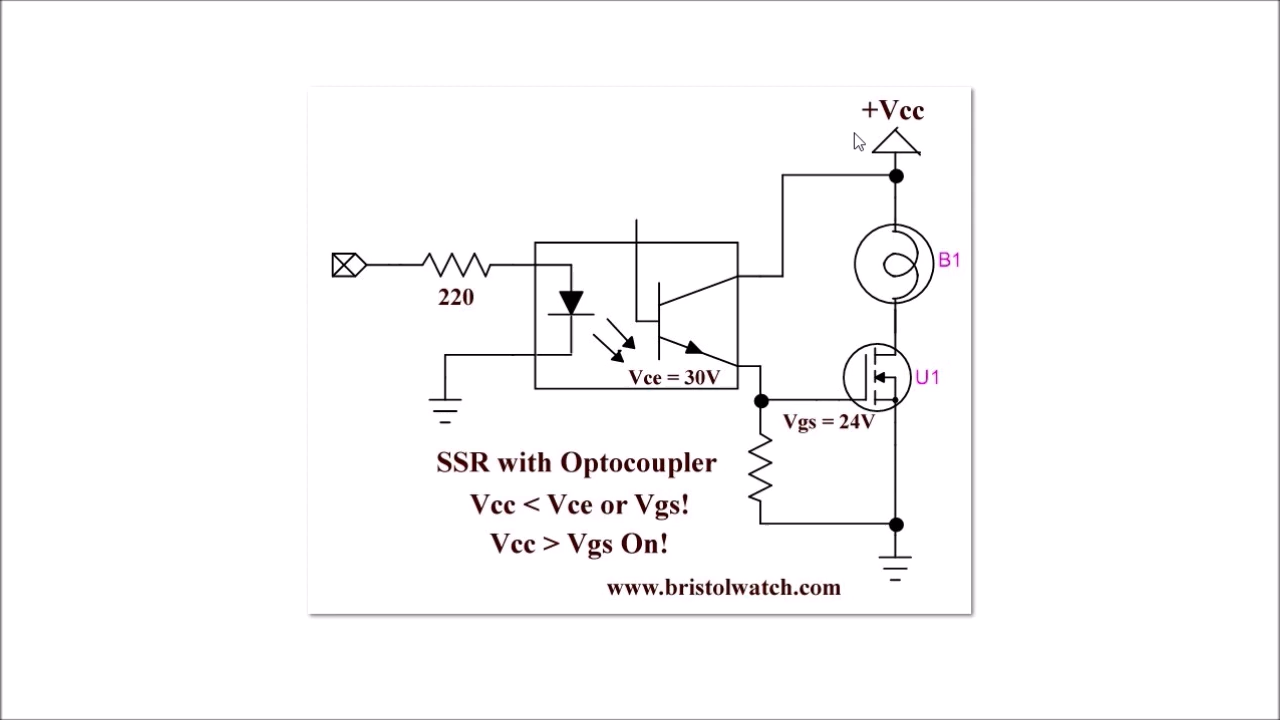 +Vcc
B1
220
Vce = 30V
U1
Vgs = 24V
SSR with Optocoupler
Vcc < Vce or Vgs!
Vcc > Vgs On!
www.bristolwatch.com